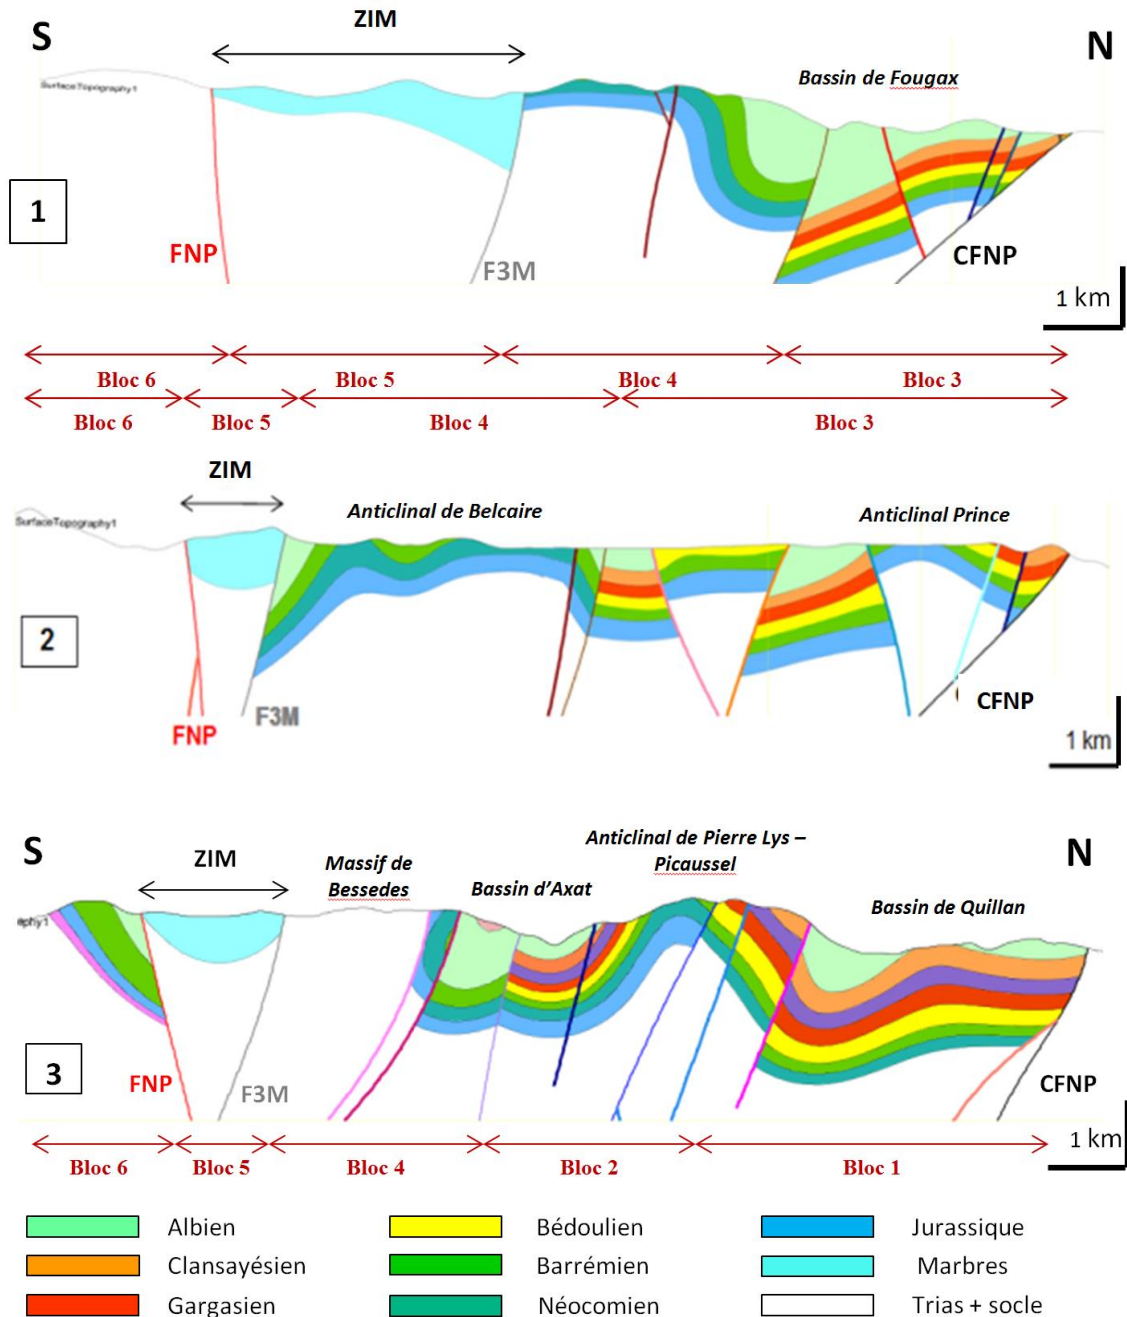 S
ZIM
N
SurfaceTopography1
Bassin de Fougax
1
FNP
F3M
CFNP
1 km
Bloc 6
Bloc 5
Bloc 4
Bloc 3
Bloc 6
Bloc 5
Bloc 4
Bloc 3
ZIM
Anticlinal de Belcaire
Anticlinal Prince
SurfaceTopography1
2
FNP
F3M
CFNP
1 km
S
ZIM
Massif de
Bessedes
Bassin d'Axat
Anticlinal de Pierre Lys –
Picaussel
Bassin de Quillan
N
aphy1
3
FNP
F3M
CFNP
1 km
Bloc 6
Bloc 5
Bloc 4
Bloc 2
Bloc 1
Albien
Bédoulien
Jurassique
Clansayésien
Barrémien
Marbres
Gargasien
Néocomien
Trias + socle